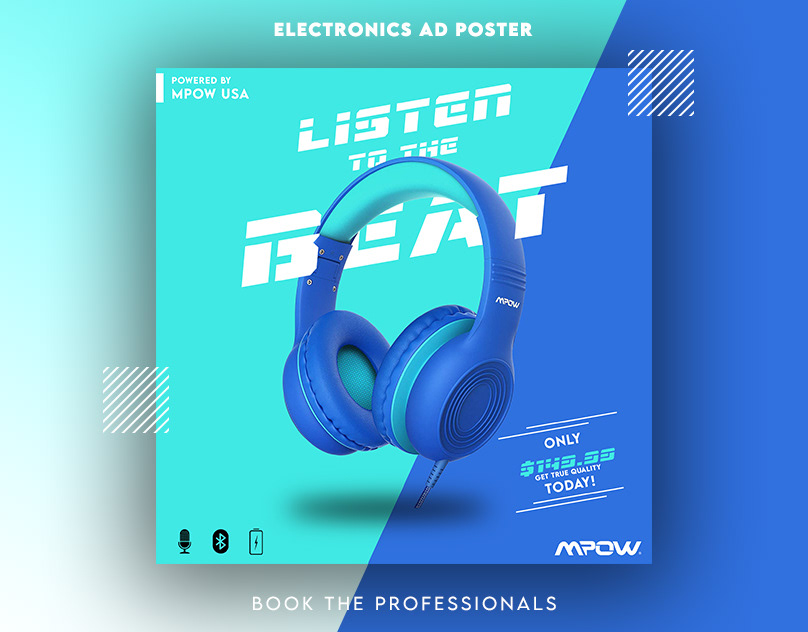 ELECTRONICS AD POSTER
POWERED BY
MPOW USA
LISTEN
TO THE
BEAT
MPOW
ONLY
$149.99
GET TRUE QUALITY
TODAY!
MPOW
BOOK THE PROFESSIONALS